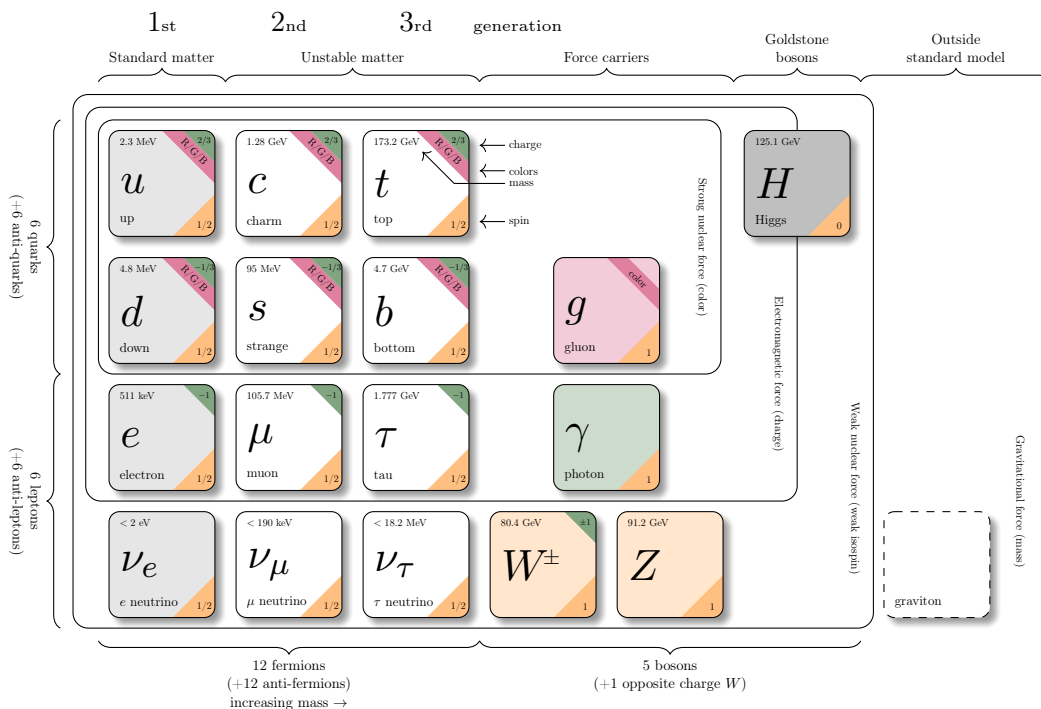 1st 2nd 3rd generation
Standard matter Unstable matter Force carriers Goldstone bosons Outside standard model
6 quarks
(+6 anti-quarks)
2.3 MeV 2/3 R/G/B
u
up 1/2
1.28 GeV 2/3 R/G/B
c
charm 1/2
173.2 GeV 2/3 R/G/B
t
top 1/2
charge
colors
mass
spin
Strong nuclear force (color)
125.1 GeV
H
Higgs 0
4.8 MeV −1/3 R/G/B
d
down 1/2
95 MeV −1/3 R/G/B
s
strange 1/2
4.7 GeV −1/3 R/G/B
b
bottom 1/2
color
g
gluon 1
Electromagnetic force (charge)
6 leptons
(+6 anti-leptons)
511 keV −1
e
electron 1/2
105.7 MeV −1
μ
muon 1/2
1.777 GeV −1
τ
tau 1/2
γ
photon 1
Weak nuclear force (weak isospin)
Gravitational force (mass)
< 2 eV
νe
e neutrino 1/2
< 190 keV
νμ
μ neutrino 1/2
< 18.2 MeV
ντ
τ neutrino 1/2
80.4 GeV ±1
W±
1
91.2 GeV
Z
1
graviton
12 fermions
(+12 anti-fermions)
increasing mass →
5 bosons
(+1 opposite charge W)